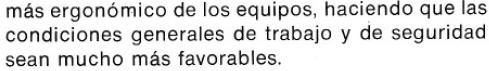 más ergonómico de los equipos, haciendo que las
condiciones generales de trabajo y de seguridad
sean mucho más favorables.